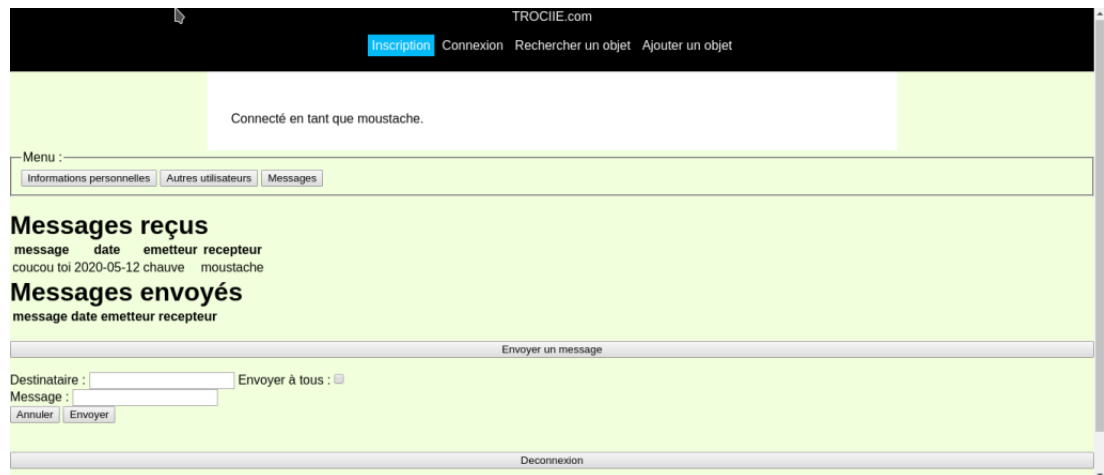 TROCIIE.com
Inscription Connexion Rechercher un objet Ajouter un objet
Connecté en tant que moustache.
Menu :
Informations personnelles Autres utilisateurs Messages
Messages reçus
message date emetteur recepteur
coucou toi 2020-05-12 chauve moustache
Messages envoyés
message date emetteur recepteur
Envoyer un message
Destinataire : Envoyer à tous :
Message :
Annuler Envoyer
Deconnexion